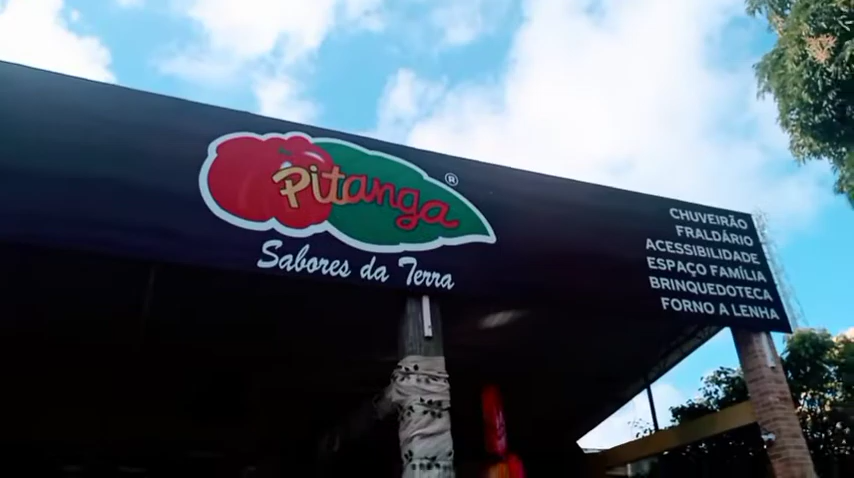 Pitanga ®
Sabores da Terra
CHUVEIRÃO
FRALDÁRIO
ACESSIBILIDADE
ESPAÇO FAMÍLIA
BRINQUEDOTECA
FORNO A LENHA